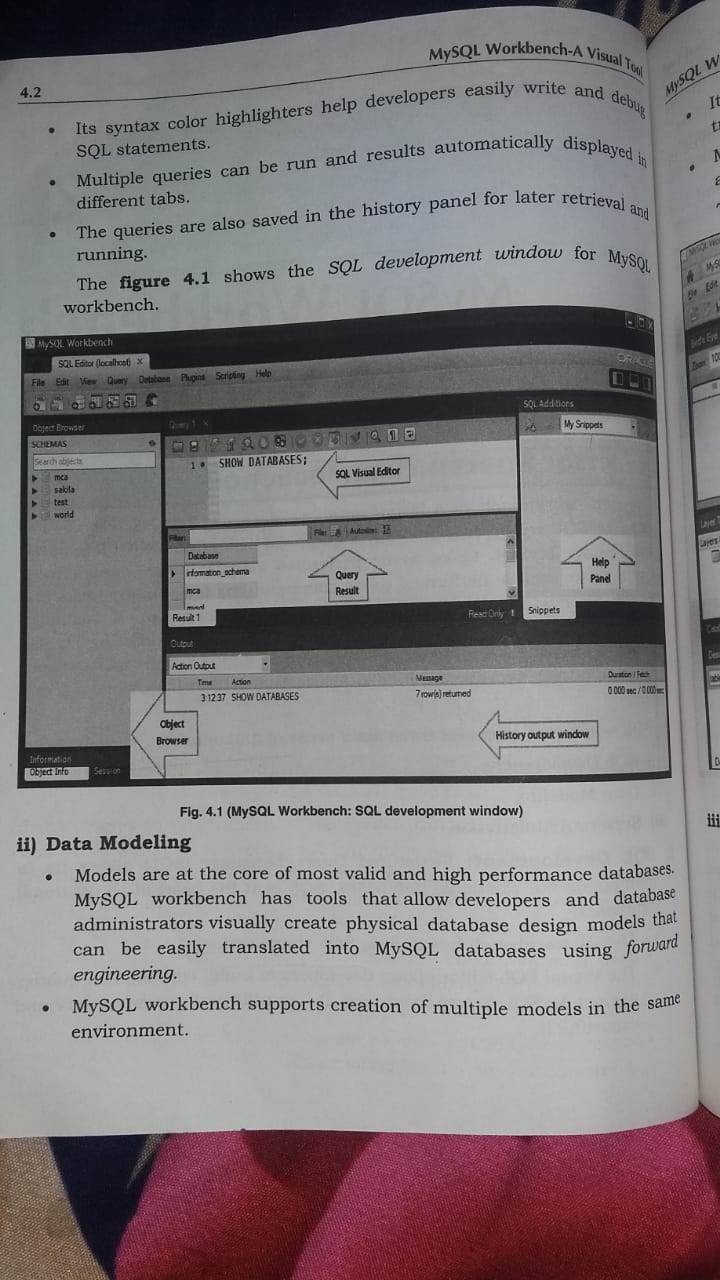 4.2
MySQL Workbench-A Visual Tool
• Its syntax color highlighters help developers easily write and debug
SQL statements.
• Multiple queries can be run and results automatically displayed in
different tabs.
• The queries are also saved in the history panel for later retrieval and
running.
The figure 4.1 shows the SQL development window for MySQL
workbench.
MySQL Workbench
SQL Editor (localhost) ×
ORACLE
File Edit View Query Database Plugins Scripting Help
Object Browser
Query 1 ×
SQL Additions
SCHEMAS
My Snippets
Search objects
mca
sakila
test
world
1 • SHOW DATABASES;
SQL Visual Editor
Filter:
File: Autosize:
Database
information_schema
mca
Query
Result
Help
Panel
Result 1
Read Only
Snippets
Output
Action Output
Time Action Message Duration / Fetch
3:12:37 SHOW DATABASES 7 row(s) returned 0.000 sec / 0.000 sec
Object
Browser
History output window
Information
Object Info Session
Fig. 4.1 (MySQL Workbench: SQL development window)
ii) Data Modeling
• Models are at the core of most valid and high performance databases.
MySQL workbench has tools that allow developers and database
administrators visually create physical database design models that
can be easily translated into MySQL databases using forward
engineering.
• MySQL workbench supports creation of multiple models in the same
environment.
MySQL W
• It
iii